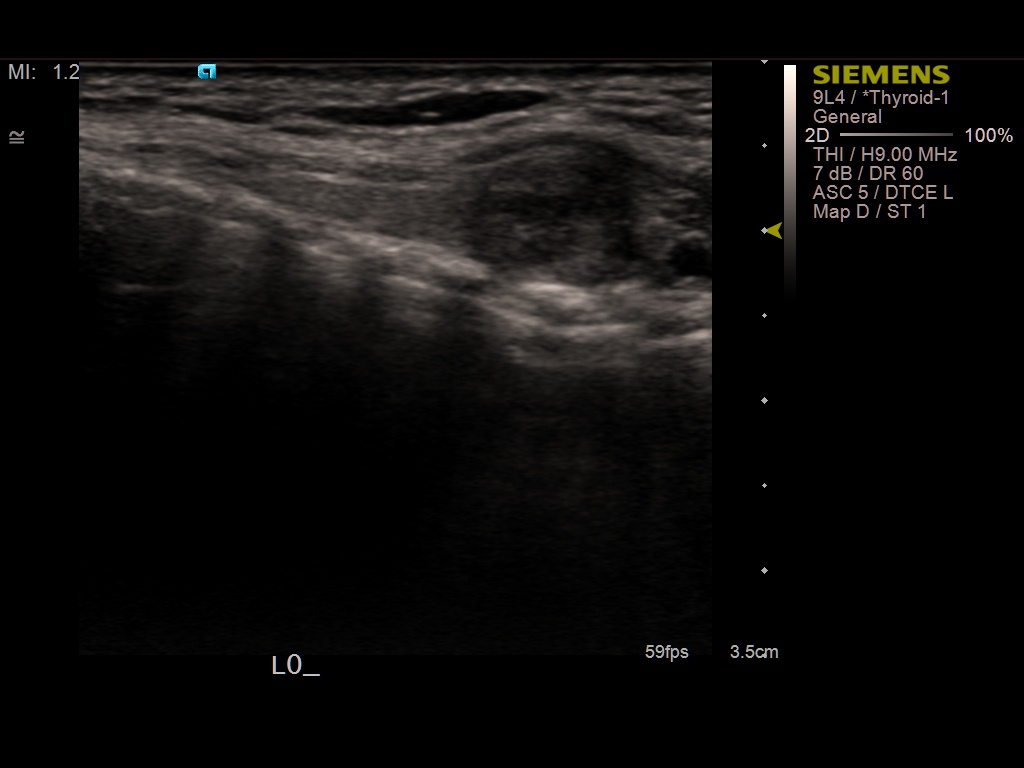 MI: 1.2
SIEMENS
9L4 / *Thyroid-1
General
2D 100%
THI / H9.00 MHz
7 dB / DR 60
ASC 5 / DTCE L
Map D / ST 1
59fps 3.5cm
L0_